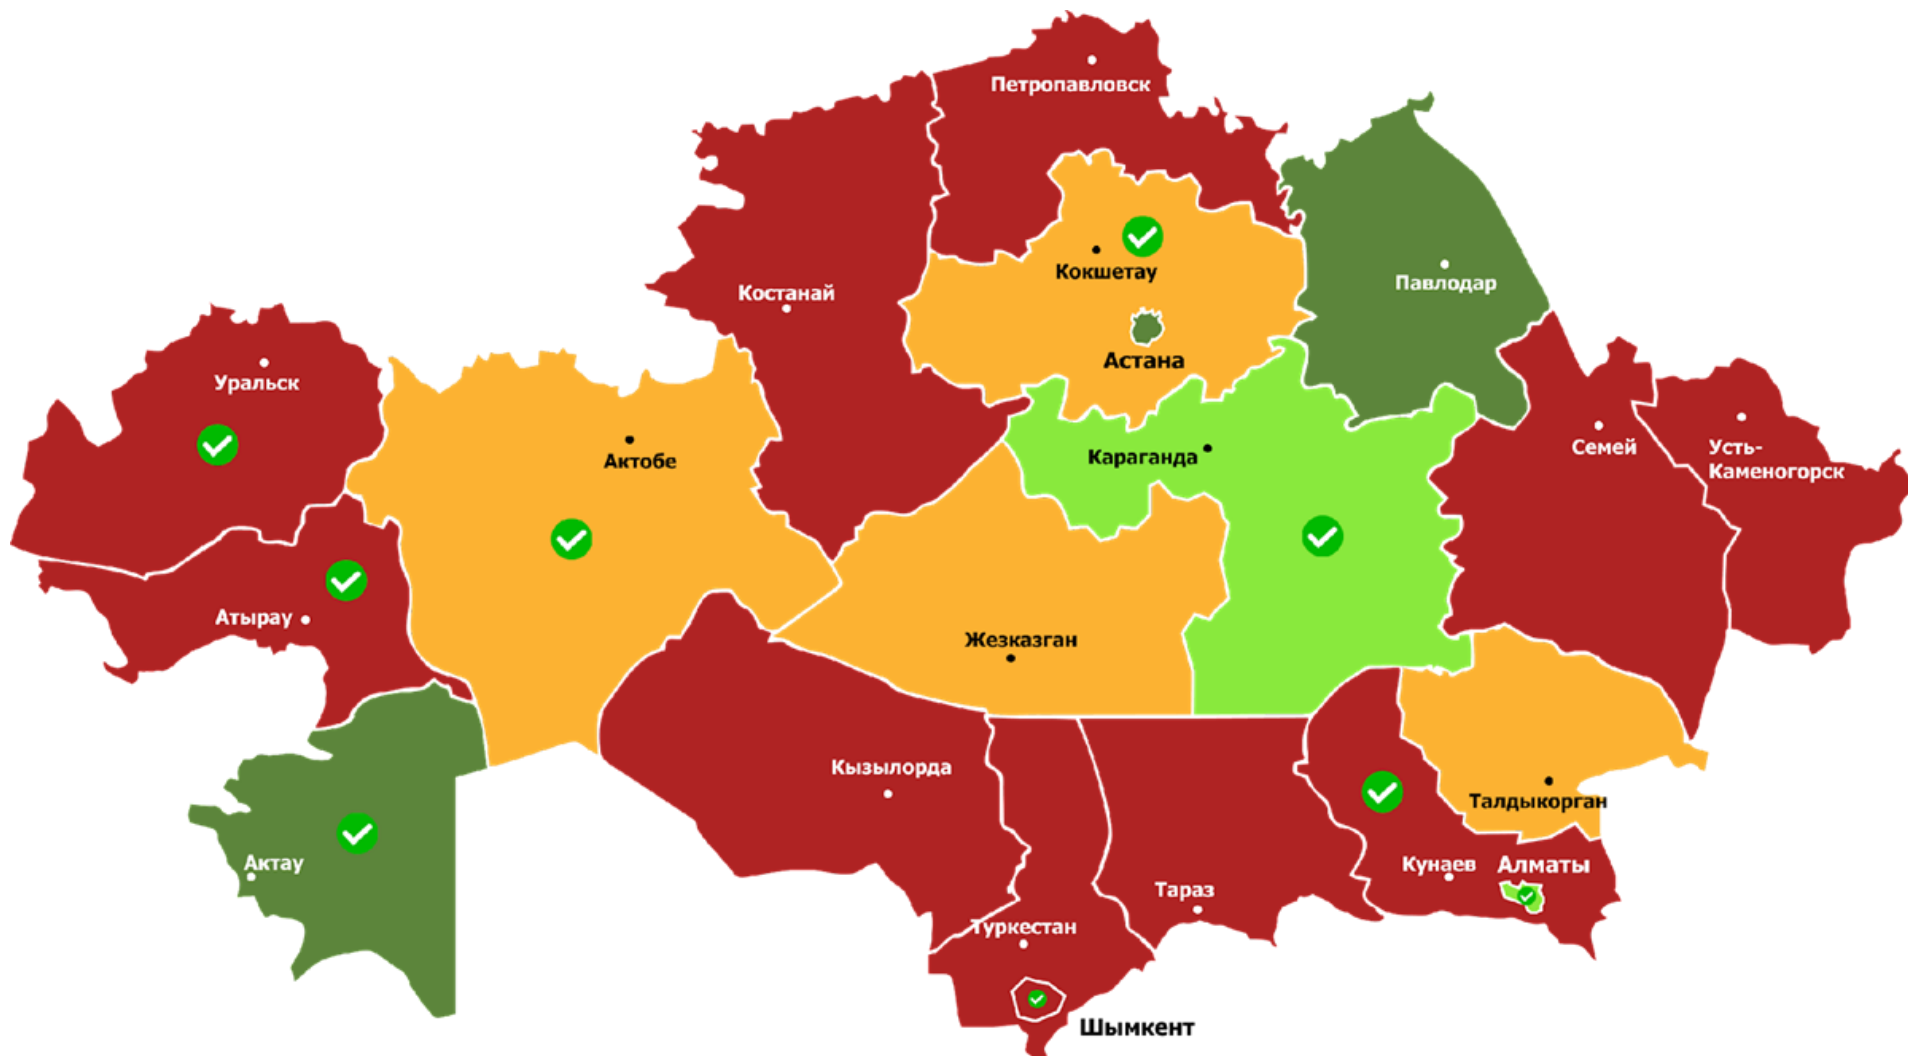 Петропавловск
Кокшетау
Павлодар
Костанай
Астана
Уральск
Семей
Усть-
Каменогорск
Актобе
Караганда
Атырау
Жезказган
Кызылорда
Талдыкорган
Актау
Кунаев
Алматы
Тараз
Туркестан
Шымкент